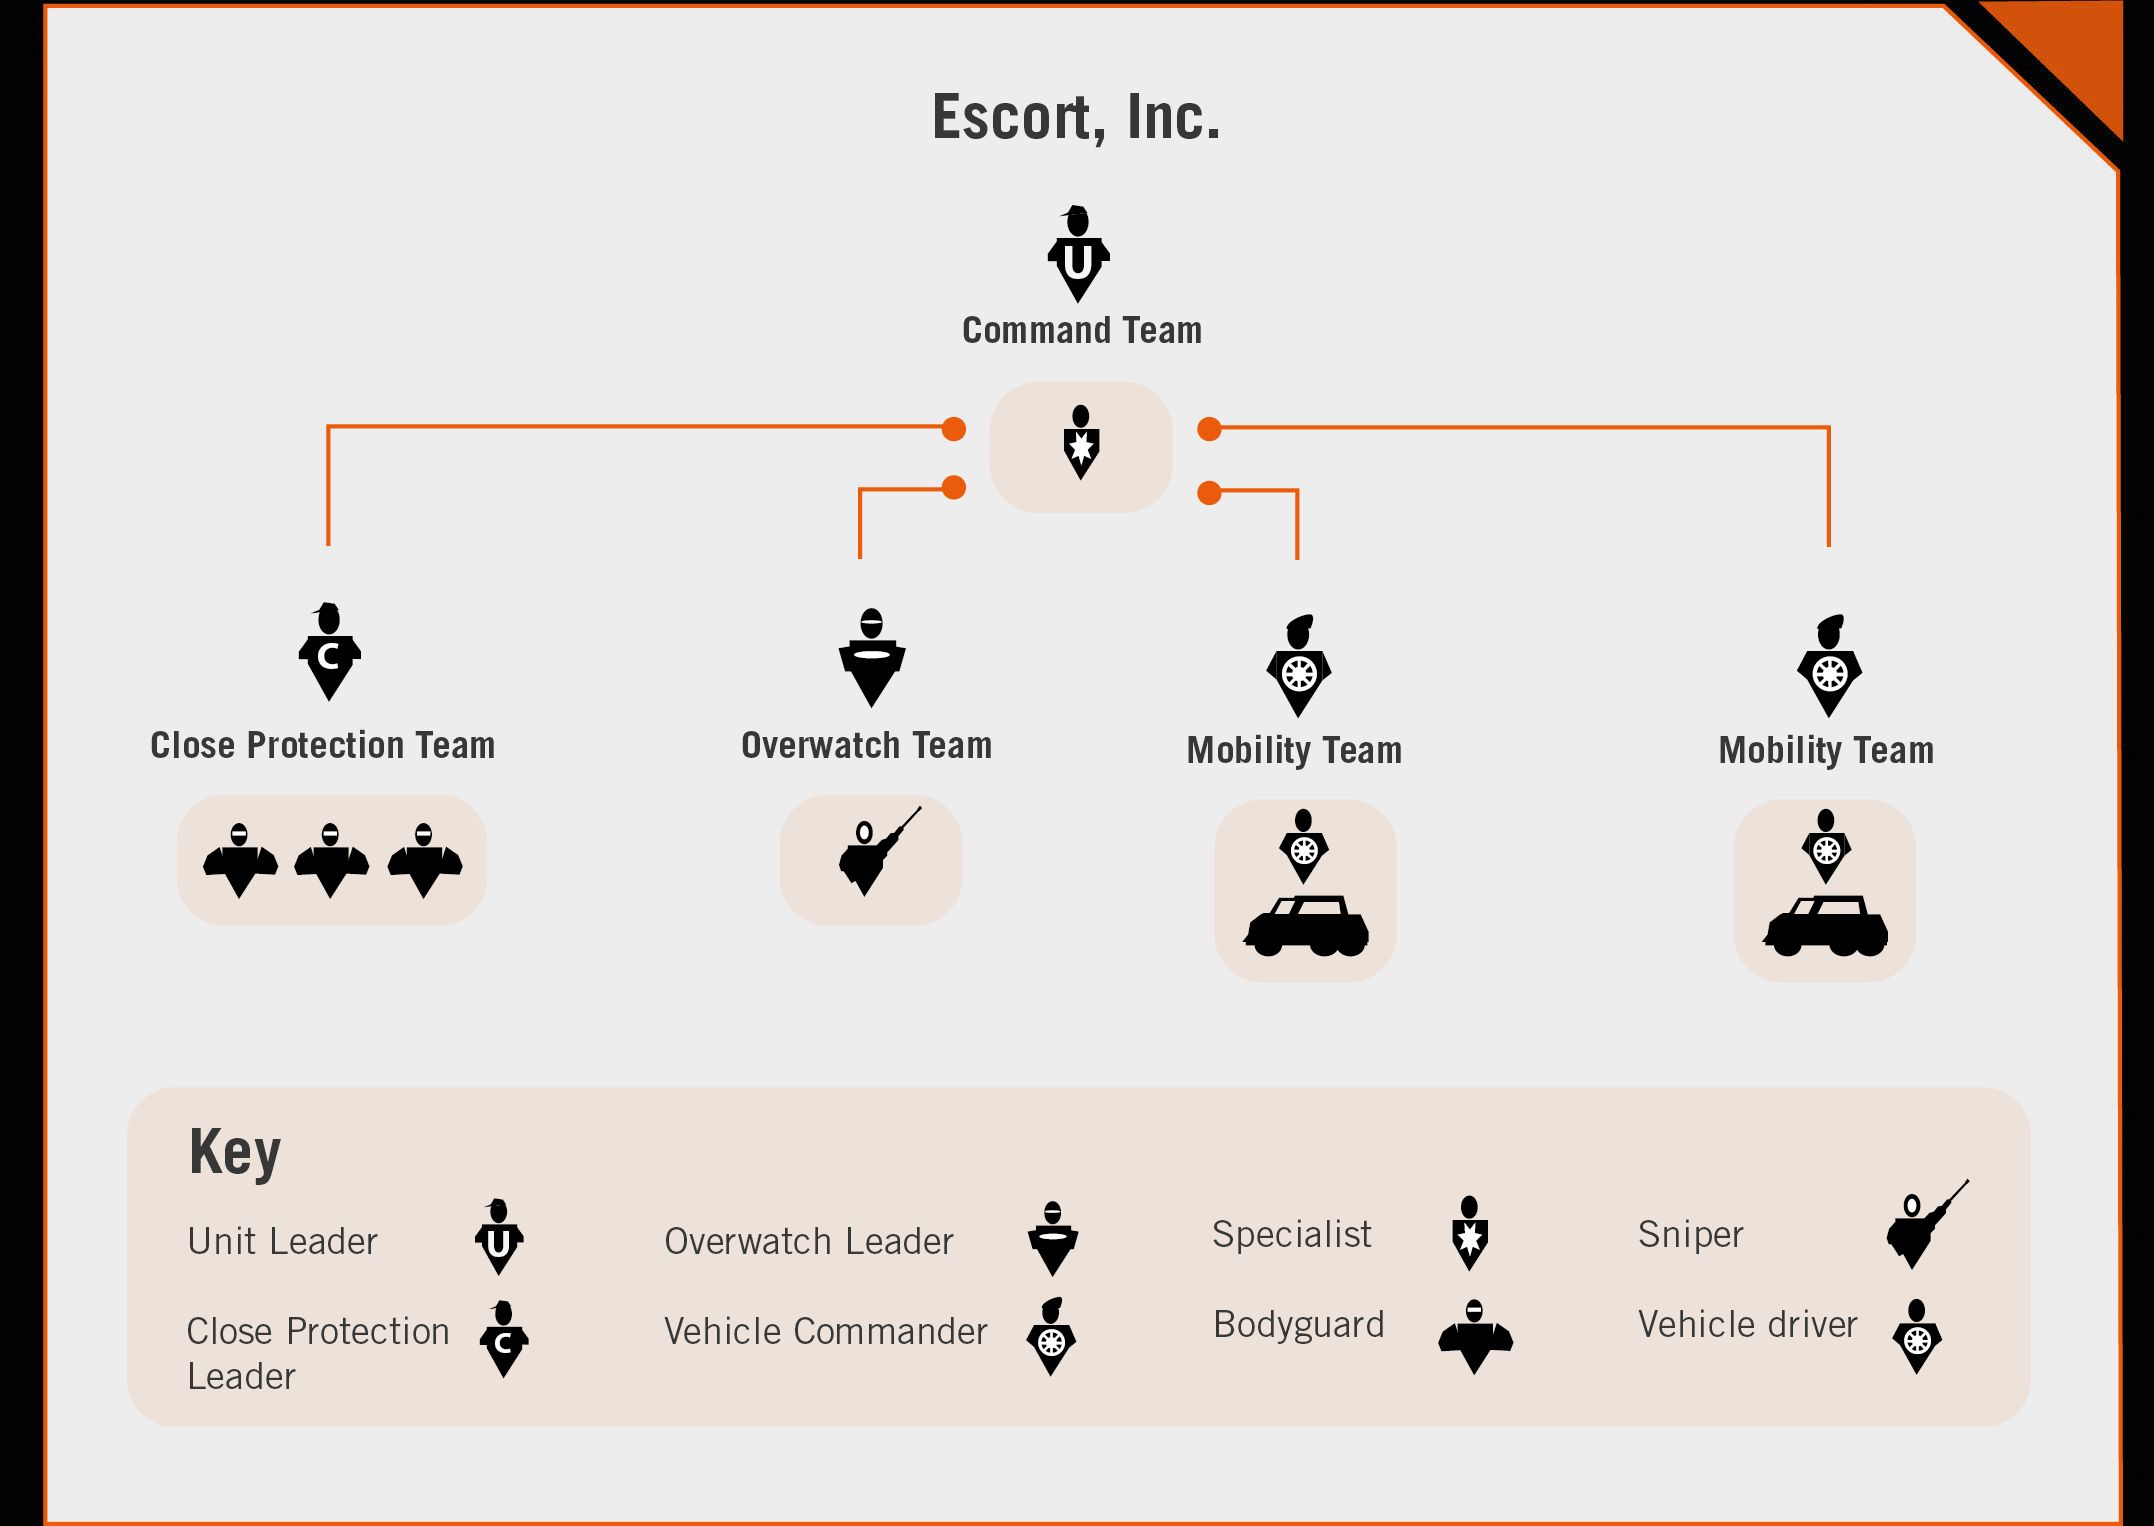 Escort, Inc.
U
Command Team
C
Close Protection Team
Overwatch Team
Mobility Team
Mobility Team
Key
Unit Leader
U
Overwatch Leader
Specialist
Sniper
Close Protection
Leader
C
Vehicle Commander
Bodyguard
Vehicle driver